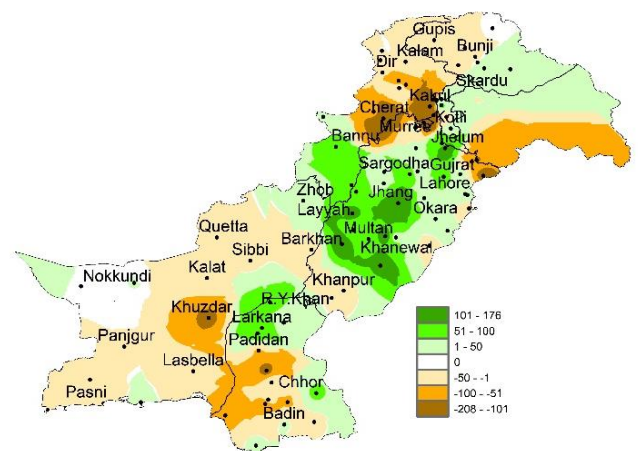 Gupis
Kalam
Bunji
Dir
Skardu
Kakul
Cherat
Kotli
Murree
Bannu
Jhelum
Sargodha
Gujrat
Zhob
Jhang
Lahore
Layyah
Okara
Quetta
Multan
Sibbi
Barkhan
Khanewal
Nokkundi
Kalat
Khanpur
Khuzdar
R.Y.Khan
Larkana
Panjgur
Padidan
Lasbella
Pasni
Chhor
Badin
101 - 176
51 - 100
1 - 50
0
-50 - -1
-100 - -51
-208 - -101